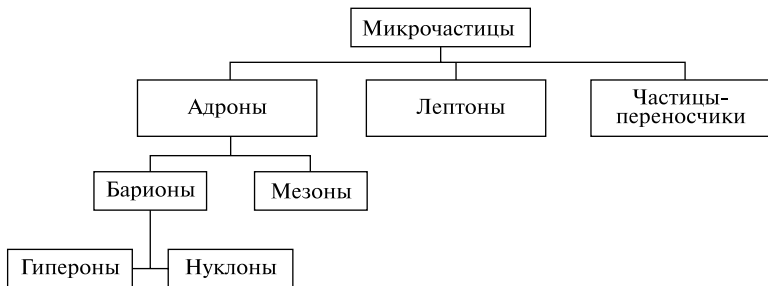 Микрочастицы
Адроны
Лептоны
Частицы-
переносчики
Барионы
Мезоны
Гипероны
Нуклоны